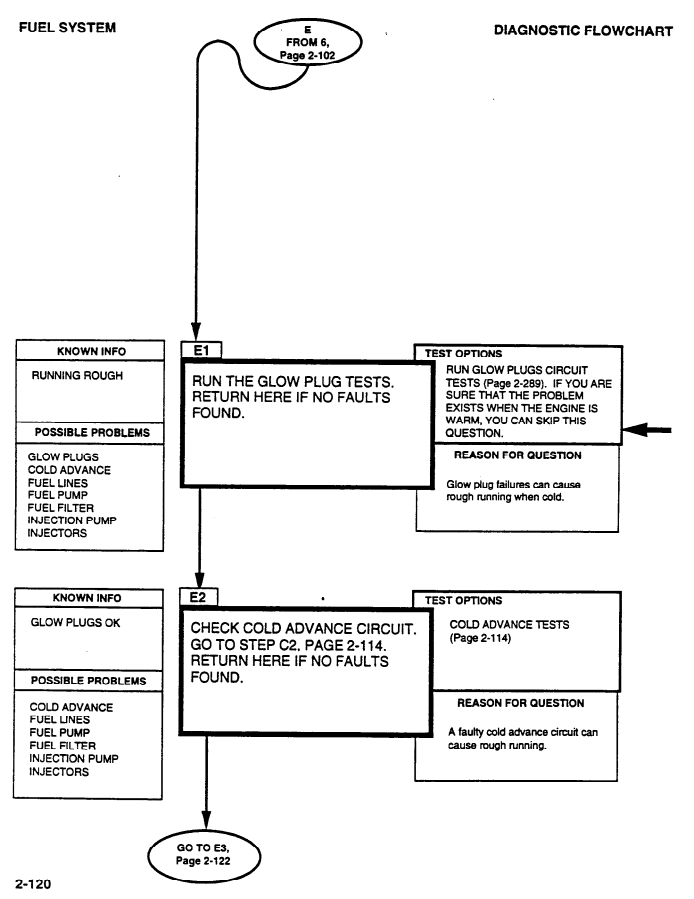 FUEL SYSTEM
DIAGNOSTIC FLOWCHART
E
FROM 6,
Page 2-102
KNOWN INFO
RUNNING ROUGH
POSSIBLE PROBLEMS
GLOW PLUGS
COLD ADVANCE
FUEL LINES
FUEL PUMP
FUEL FILTER
INJECTION PUMP
INJECTORS
E1
RUN THE GLOW PLUG TESTS.
RETURN HERE IF NO FAULTS
FOUND.
TEST OPTIONS
RUN GLOW PLUGS CIRCUIT
TESTS (Page 2-289). IF YOU ARE
SURE THAT THE PROBLEM
EXISTS WHEN THE ENGINE IS
WARM, YOU CAN SKIP THIS
QUESTION.
REASON FOR QUESTION
Glow plug failures can cause
rough running when cold.
KNOWN INFO
GLOW PLUGS OK
POSSIBLE PROBLEMS
COLD ADVANCE
FUEL LINES
FUEL PUMP
FUEL FILTER
INJECTION PUMP
INJECTORS
E2
CHECK COLD ADVANCE CIRCUIT.
GO TO STEP C2, PAGE 2-114.
RETURN HERE IF NO FAULTS
FOUND.
TEST OPTIONS
COLD ADVANCE TESTS
(Page 2-114)
REASON FOR QUESTION
A faulty cold advance circuit can
cause rough running.
GO TO E3,
Page 2-122
2-120